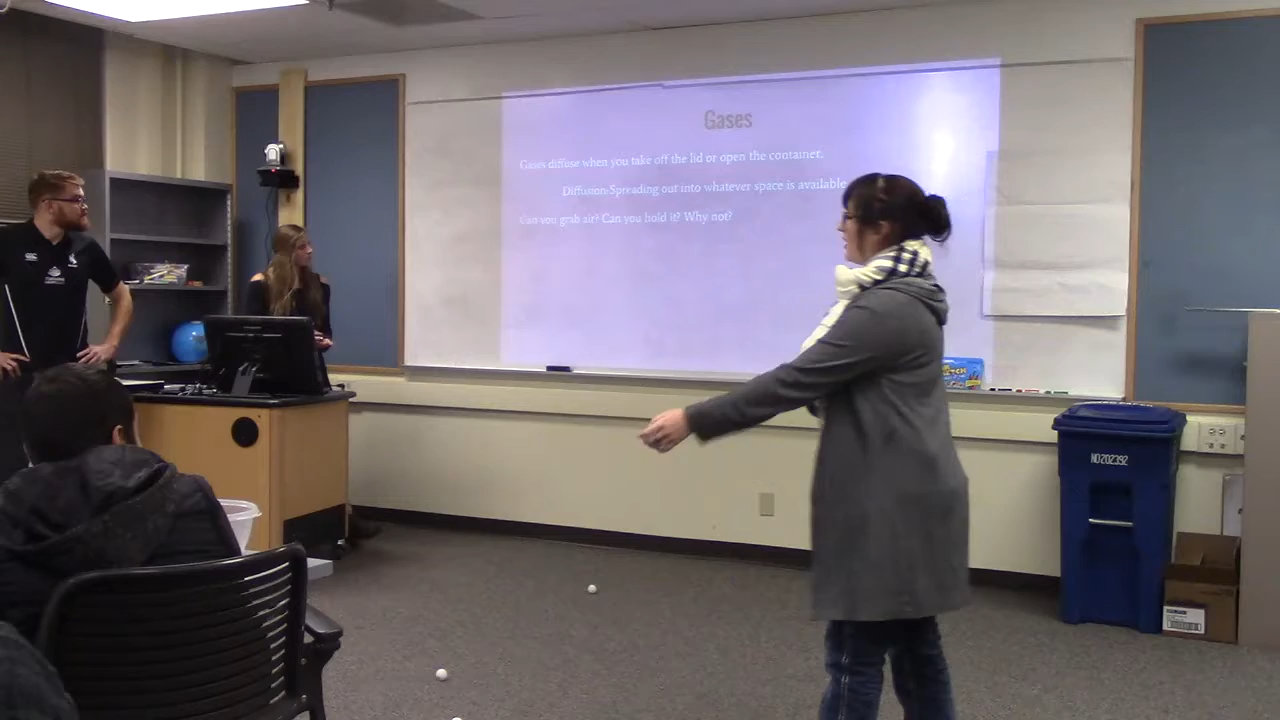 Gases
Gases diffuse when you take off the lid or open the container.
Diffusion:Spreading out into whatever space is available
Can you grab air? Can you hold it? Why not?
NO202392